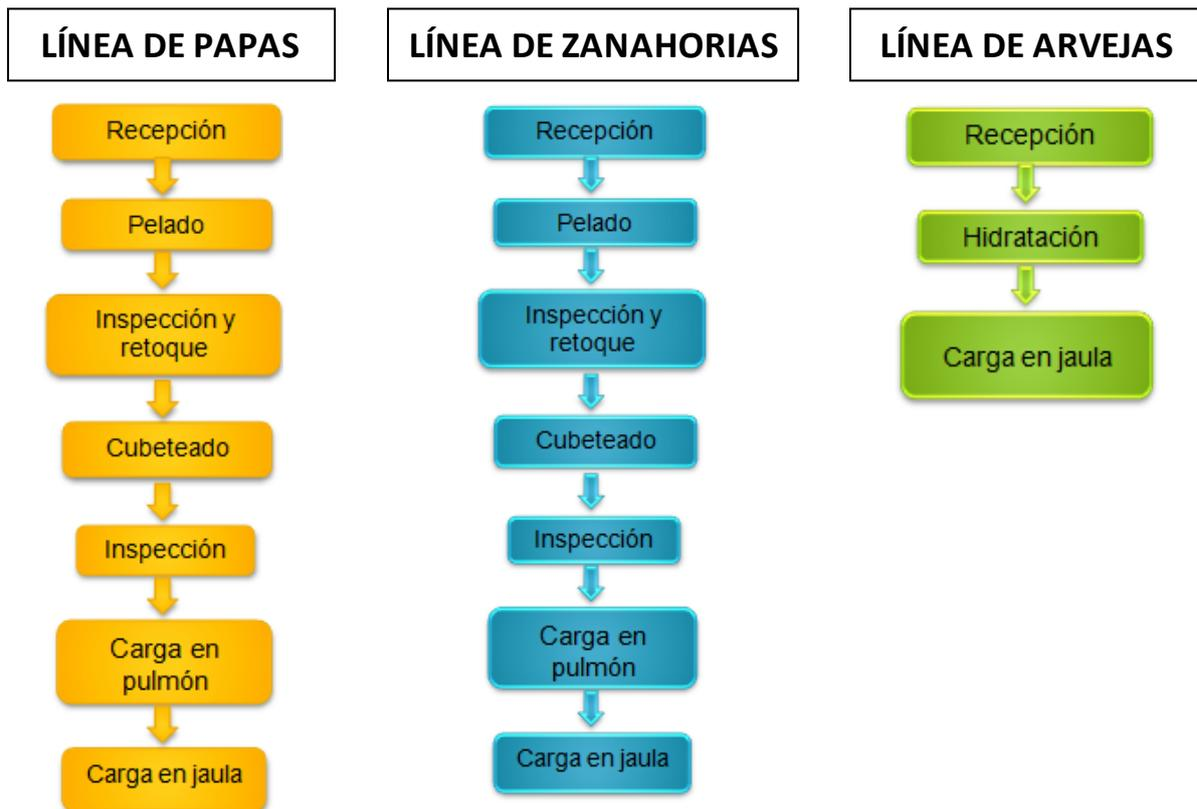 LÍNEA DE PAPAS
Recepción
Pelado
Inspección y
retoque
Cubeteado
Inspección
Carga en
pulmón
Carga en jaula
LÍNEA DE ZANAHORIAS
Recepción
Pelado
Inspección y
retoque
Cubeteado
Inspección
Carga en
pulmón
Carga en jaula
LÍNEA DE ARVEJAS
Recepción
Hidratación
Carga en jaula